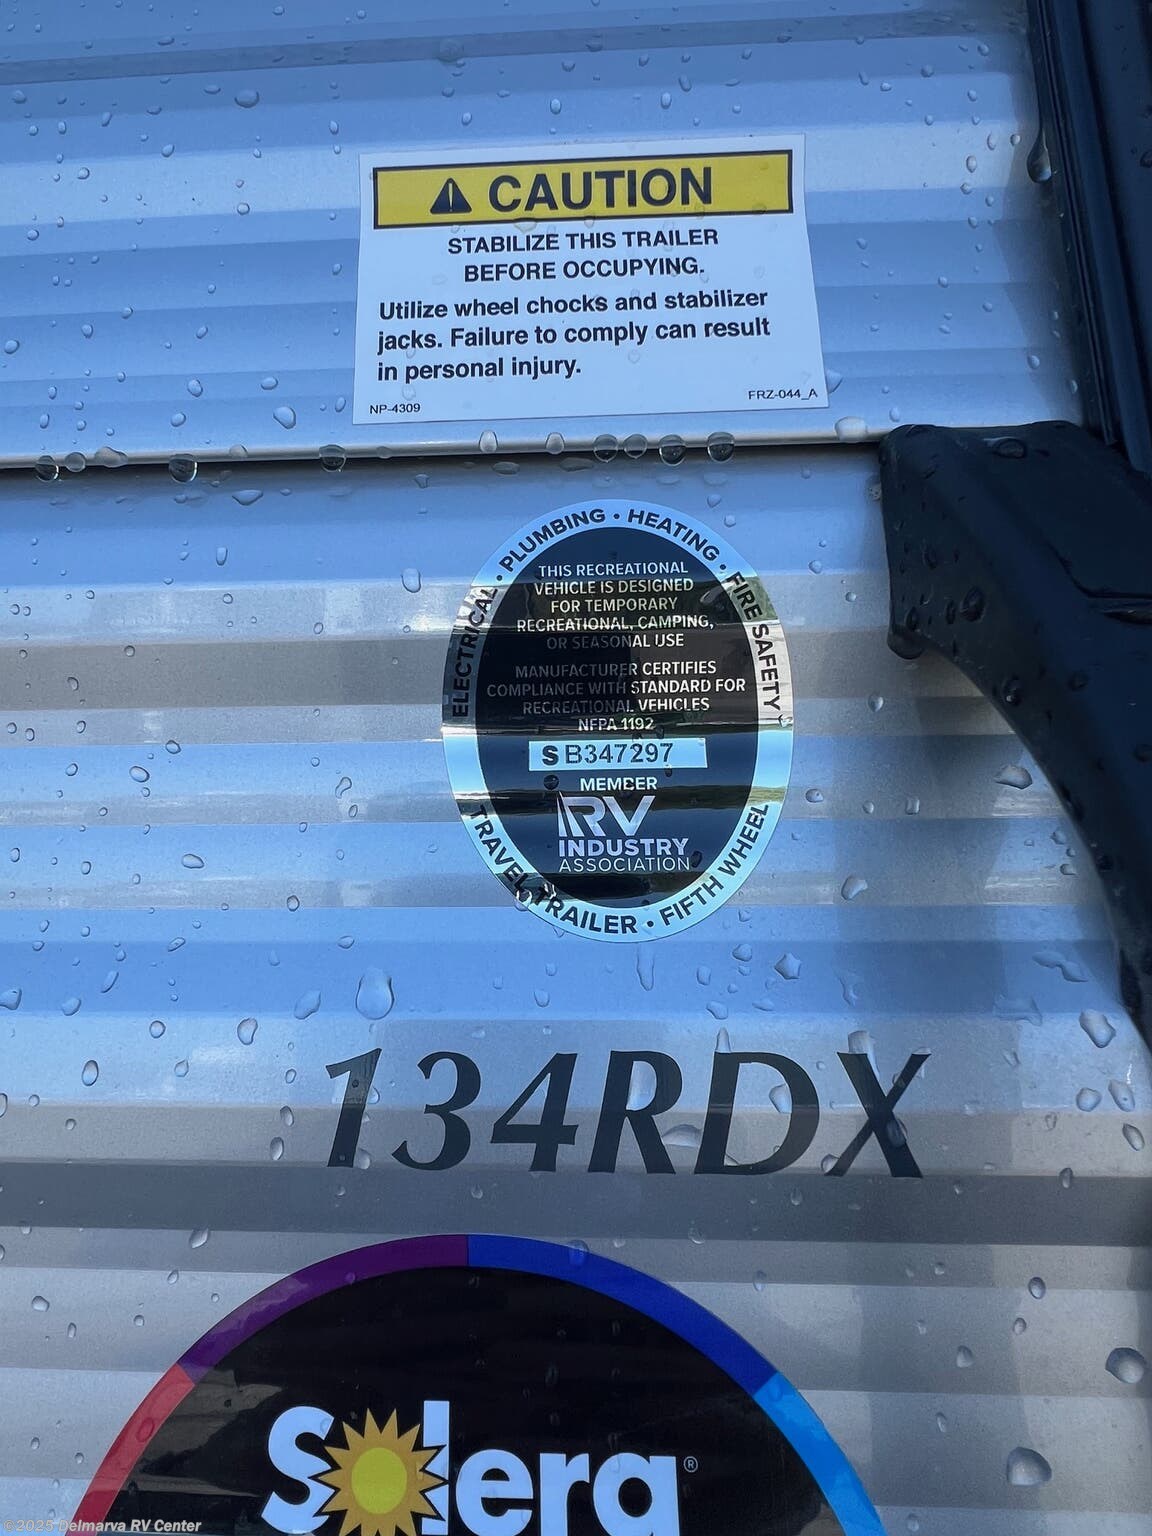 CAUTION
STABILIZE THIS TRAILER
BEFORE OCCUPYING.
Utilize wheel chocks and stabilizer
jacks. Failure to comply can result
in personal injury.
NP-4309
FRZ-044_A
ELECTRICAL • PLUMBING • HEATING • FIRE SAFETY
THIS RECREATIONAL
VEHICLE IS DESIGNED
FOR TEMPORARY
RECREATIONAL, CAMPING,
OR SEASONAL USE
MANUFACTURER CERTIFIES
COMPLIANCE WITH STANDARD FOR
RECREATIONAL VEHICLES
NFPA 1192
S B347297
MEMBER
RV
INDUSTRY
ASSOCIATION
TRAVEL TRAILER • FIFTH WHEEL
134RDX
Solera®
©2025 Delmarva RV Center